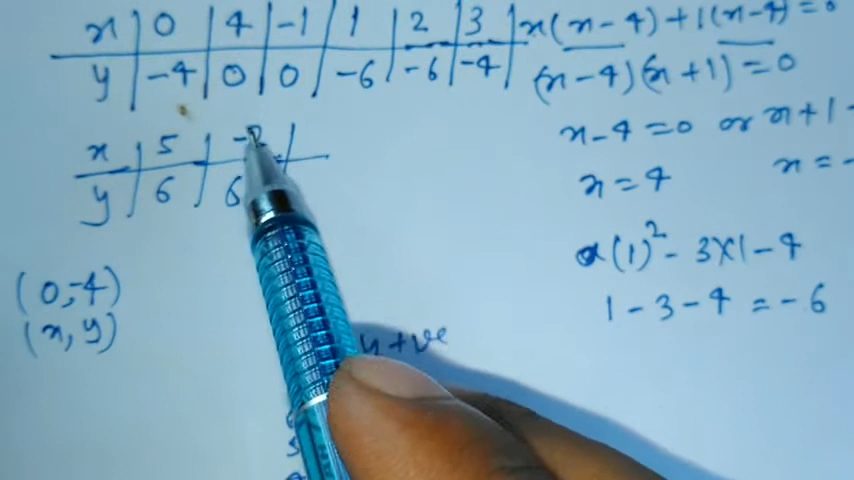 x 0 4 -1 1 2 3
y -4 0 0 -6 -6 -4
x 5 -2
y 6 6
(0,-4)
(x,y)
y +ve
x(x-4)+1(x-4)=0
(x-4)(x+1)=0
x-4=0 or x+1
x=4 x=-
(1)²-3×1-4
1-3-4=-6